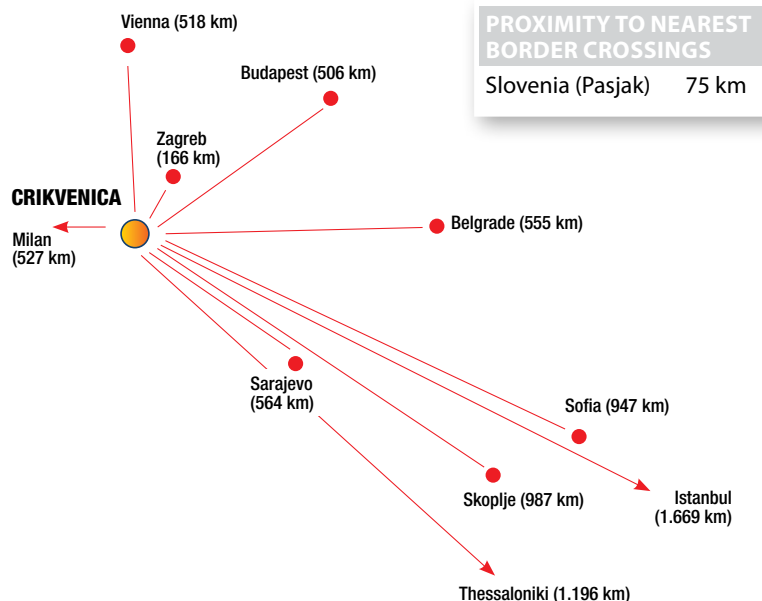 Vienna (518 km)
PROXIMITY TO NEAREST
BORDER CROSSINGS
Slovenia (Pasjak) 75 km
Budapest (506 km)
Zagreb
(166 km)
CRIKVENICA
Milan
(527 km)
Belgrade (555 km)
Sarajevo
(564 km)
Sofia (947 km)
Skoplje (987 km)
Istanbul
(1.669 km)
Thessaloniki (1.196 km)